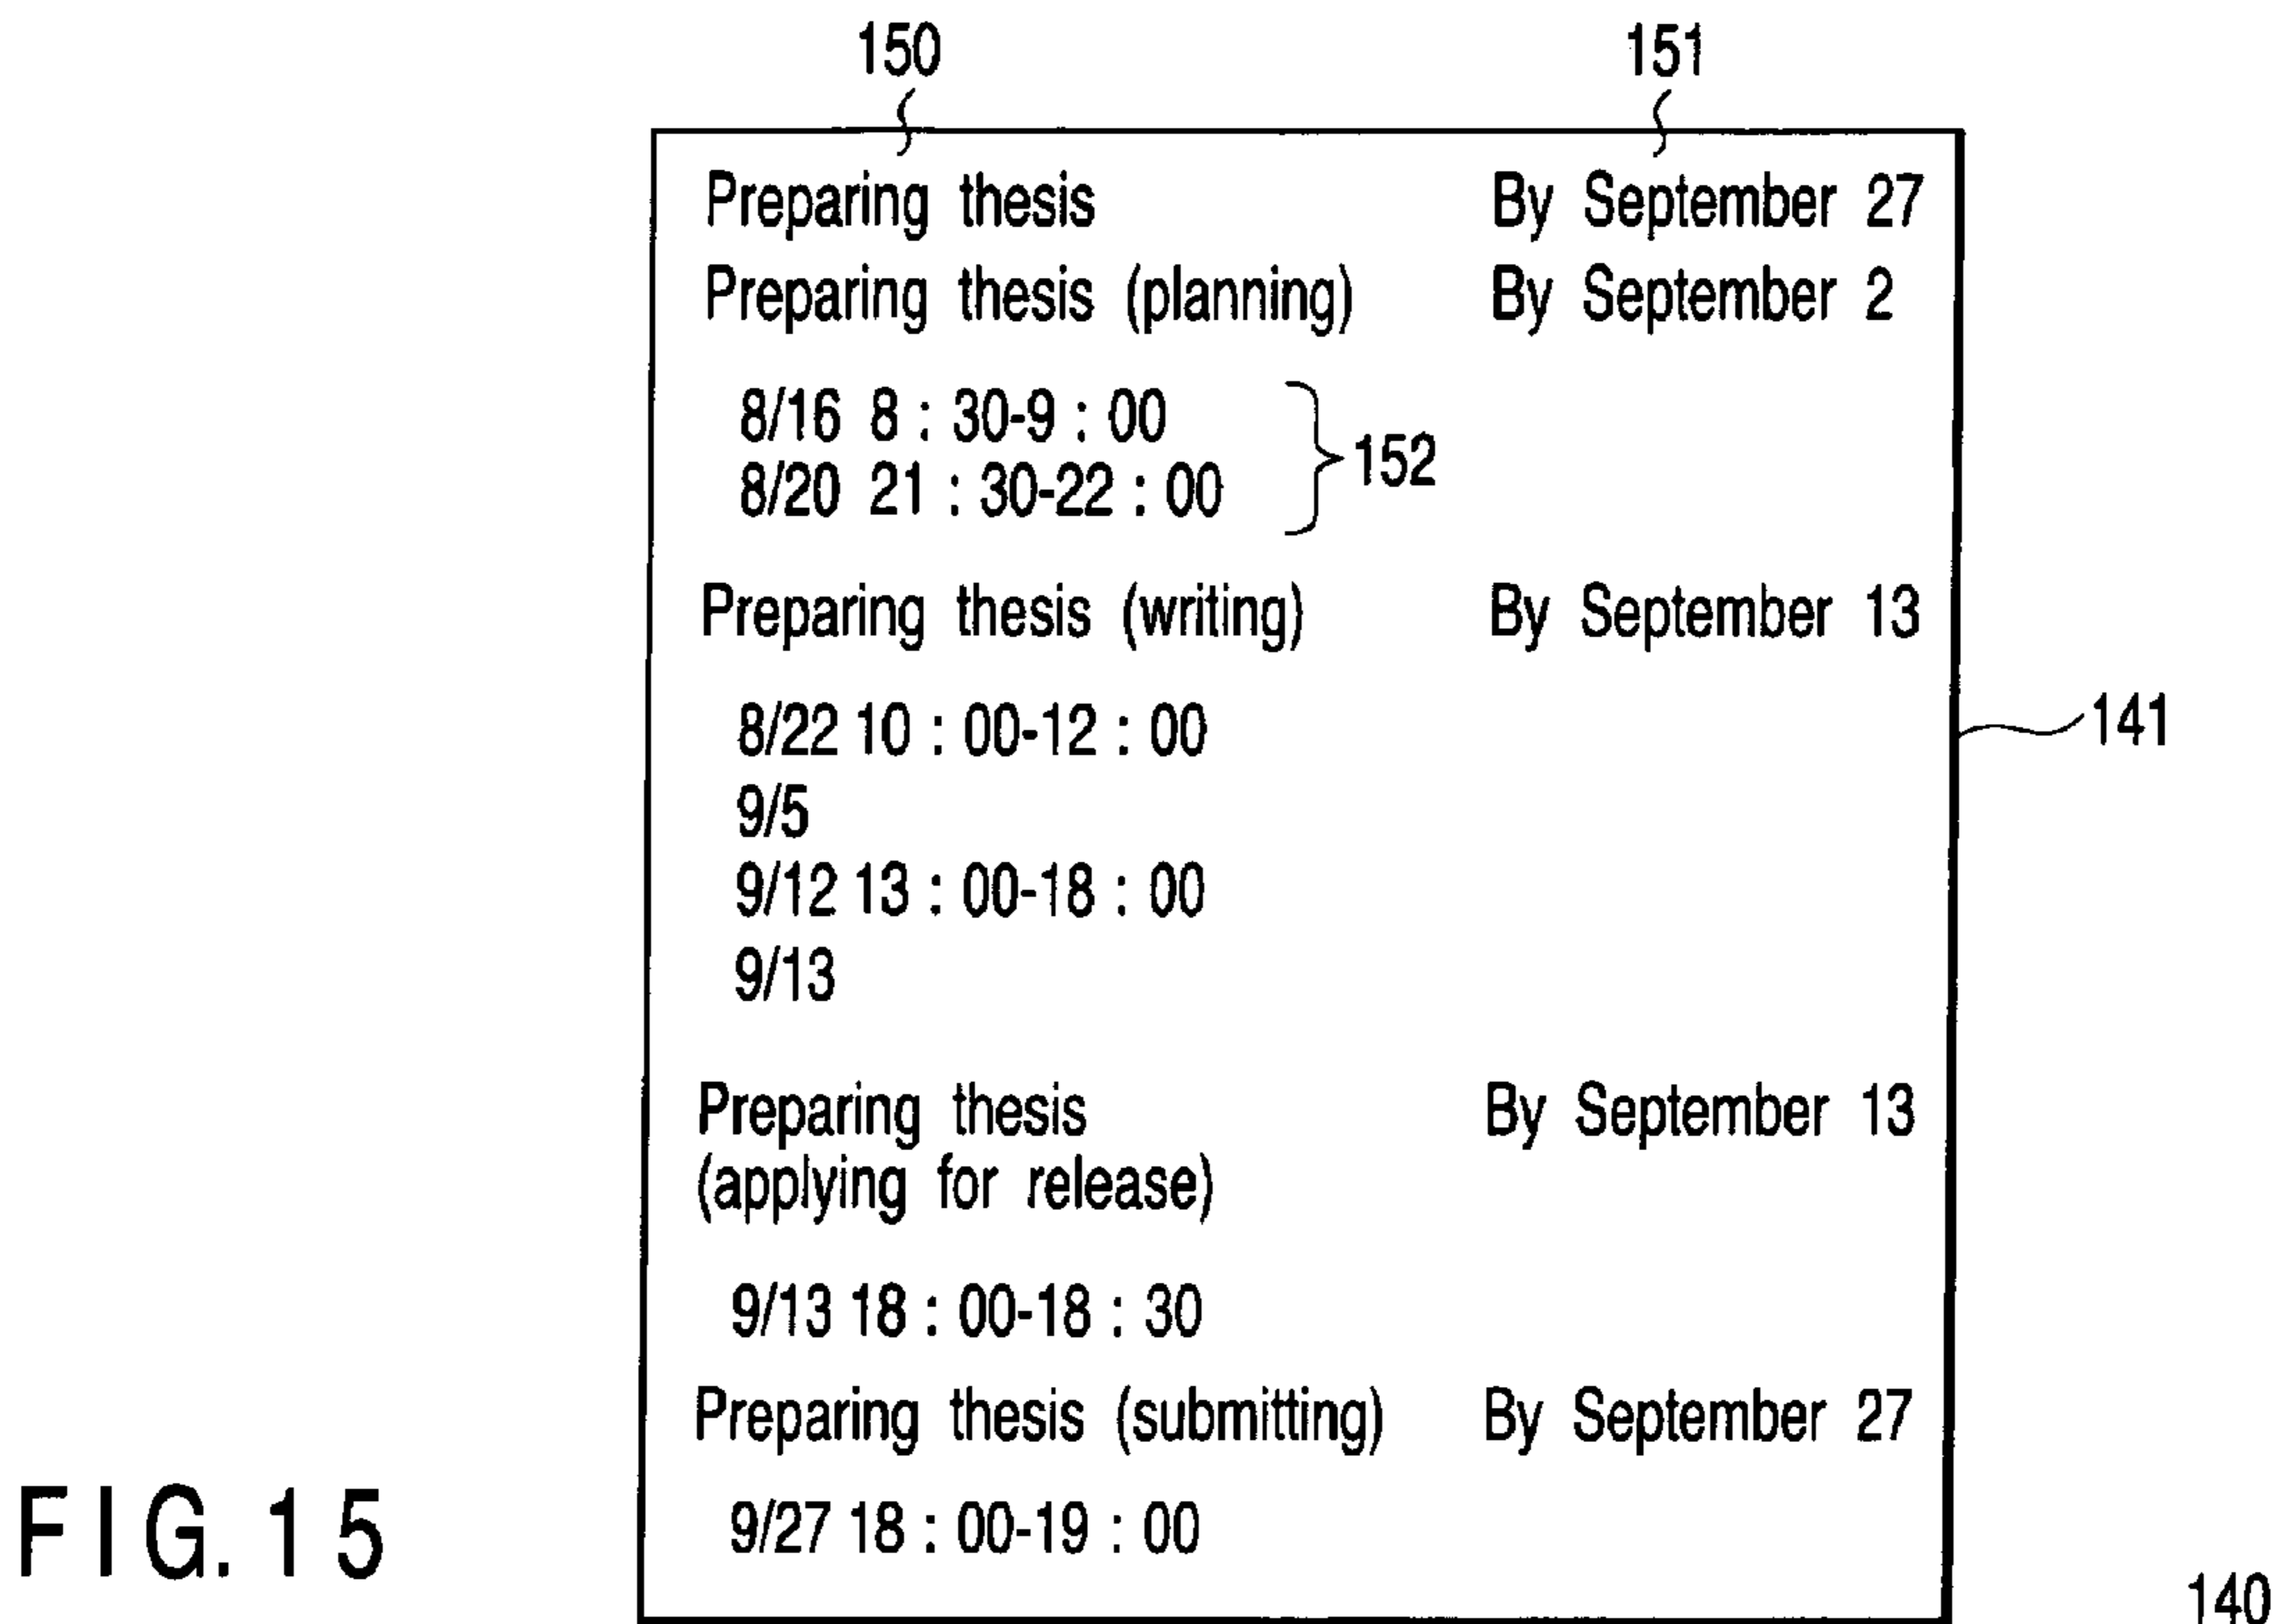 150 151
Preparing thesis By September 27
Preparing thesis (planning) By September 2
8/16 8 : 30-9 : 00
8/20 21 : 30-22 : 00
152
Preparing thesis (writing) By September 13
8/22 10 : 00-12 : 00
141
9/5
9/12 13 : 00-18 : 00
9/13
Preparing thesis By September 13
(applying for release)
9/13 18 : 00-18 : 30
Preparing thesis (submitting) By September 27
9/27 18 : 00-19 : 00
FIG. 15
140